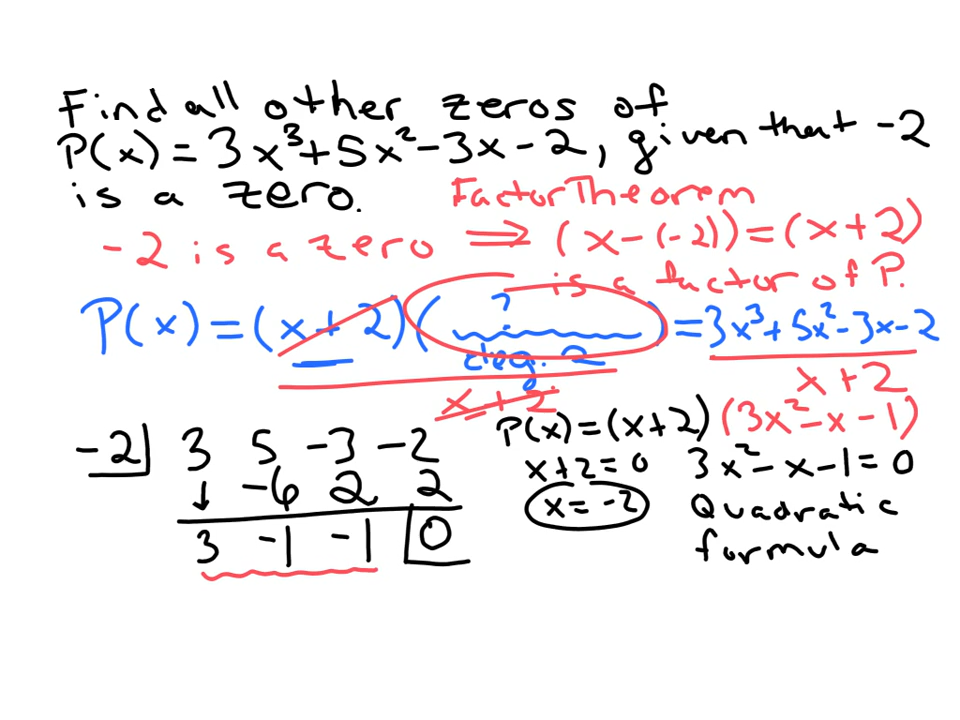 Find all other zeros of
P(x) = 3x³+5x²-3x-2, given that -2
is a zero. Factor Theorem
-2 is a zero ⟹ (x-(-2))=(x+2)
is a factor of P.
P(x) = (x+2)( ? ) = 3x³+5x²-3x-2
deg. 2
x+2 x+2
P(x)=(x+2)(3x²-x-1)
-2 | 3 5 -3 -2
x+2=0 3x²-x-1=0
↓ -6 2 2
x=-2 Quadratic
3 -1 -1 0
formula